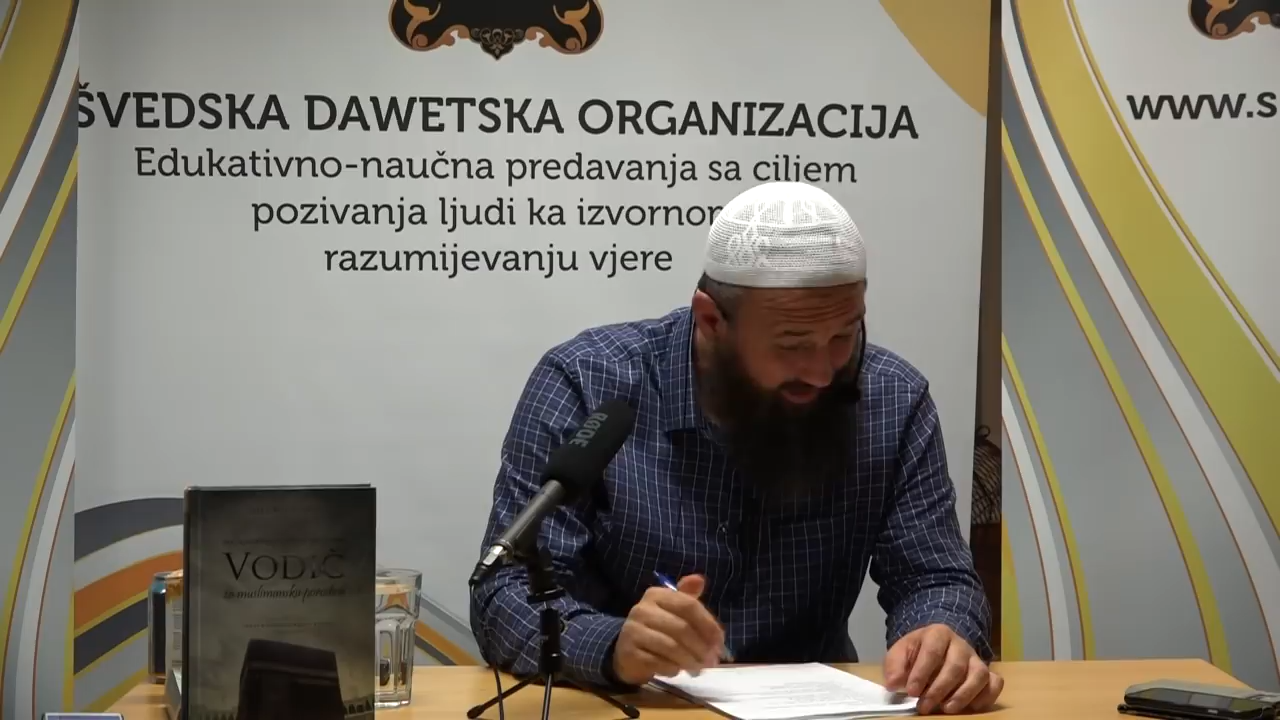 ŠVEDSKA DAWETSKA ORGANIZACIJA
Edukativno-naučna predavanja sa ciljem
pozivanja ljudi ka izvornom
razumijevanju vjere
www.s
RØDE
VODIČ
za muslimansku porodicu